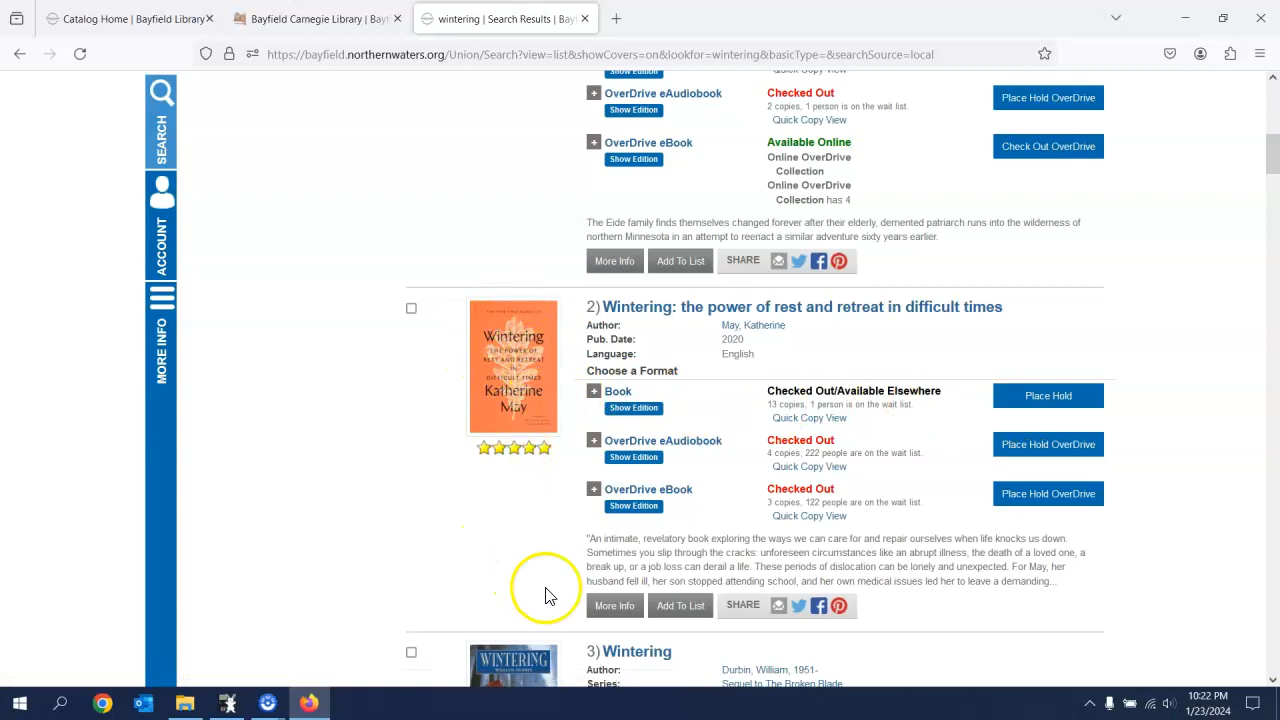 Bayfield Carnegie Library
Bayfield Carnegie Library
wintering | Search Results | B
https://bayfield.northernwaters.org/Union/Search?view=list&showCovers=on&lookfor=wintering&basicType=&searchSource=local
SEARCH
ACCOUNT
MORE INFO
Show Edition
Quick Copy View
+ OverDrive eAudiobook
Checked Out
Place Hold OverDrive
Show Edition
2 copies, 1 person is on the wait list.
Quick Copy View
+ OverDrive eBook
Available Online
Check Out OverDrive
Show Edition
Online OverDrive
Collection
Online OverDrive
Collection has 4
The Eide family finds themselves changed forever after their elderly, demented patriarch runs into the wilderness of
northern Minnesota in an attempt to reenact a similar adventure sixty years earlier.
More Info Add To List SHARE
2) Wintering: the power of rest and retreat in difficult times
Author: May, Katherine
Pub. Date: 2020
Language: English
Choose a Format
Wintering
THE POWER OF
REST AND RETREAT
IN
DIFFICULT TIMES
Katherine
May
+ Book
Checked Out/Available Elsewhere
Place Hold
Show Edition
13 copies, 1 person is on the wait list.
Quick Copy View
+ OverDrive eAudiobook
Checked Out
Place Hold OverDrive
Show Edition
4 copies, 222 people are on the wait list.
Quick Copy View
+ OverDrive eBook
Checked Out
Place Hold OverDrive
Show Edition
3 copies, 122 people are on the wait list.
Quick Copy View
"An intimate, revelatory book exploring the ways we can care for and repair ourselves when life knocks us down.
Sometimes you slip through the cracks: unforeseen circumstances like an abrupt illness, the death of a loved one, a
break up, or a job loss can derail a life. These periods of dislocation can be lonely and unexpected. For May, her
husband fell ill, her son stopped attending school, and her own medical issues led her to leave a demanding...
More Info Add To List SHARE
3) Wintering
WINTERING
Author: Durbin, William, 1951-
Series: Sequel to The Broken Blade
10:22 PM
1/23/2024